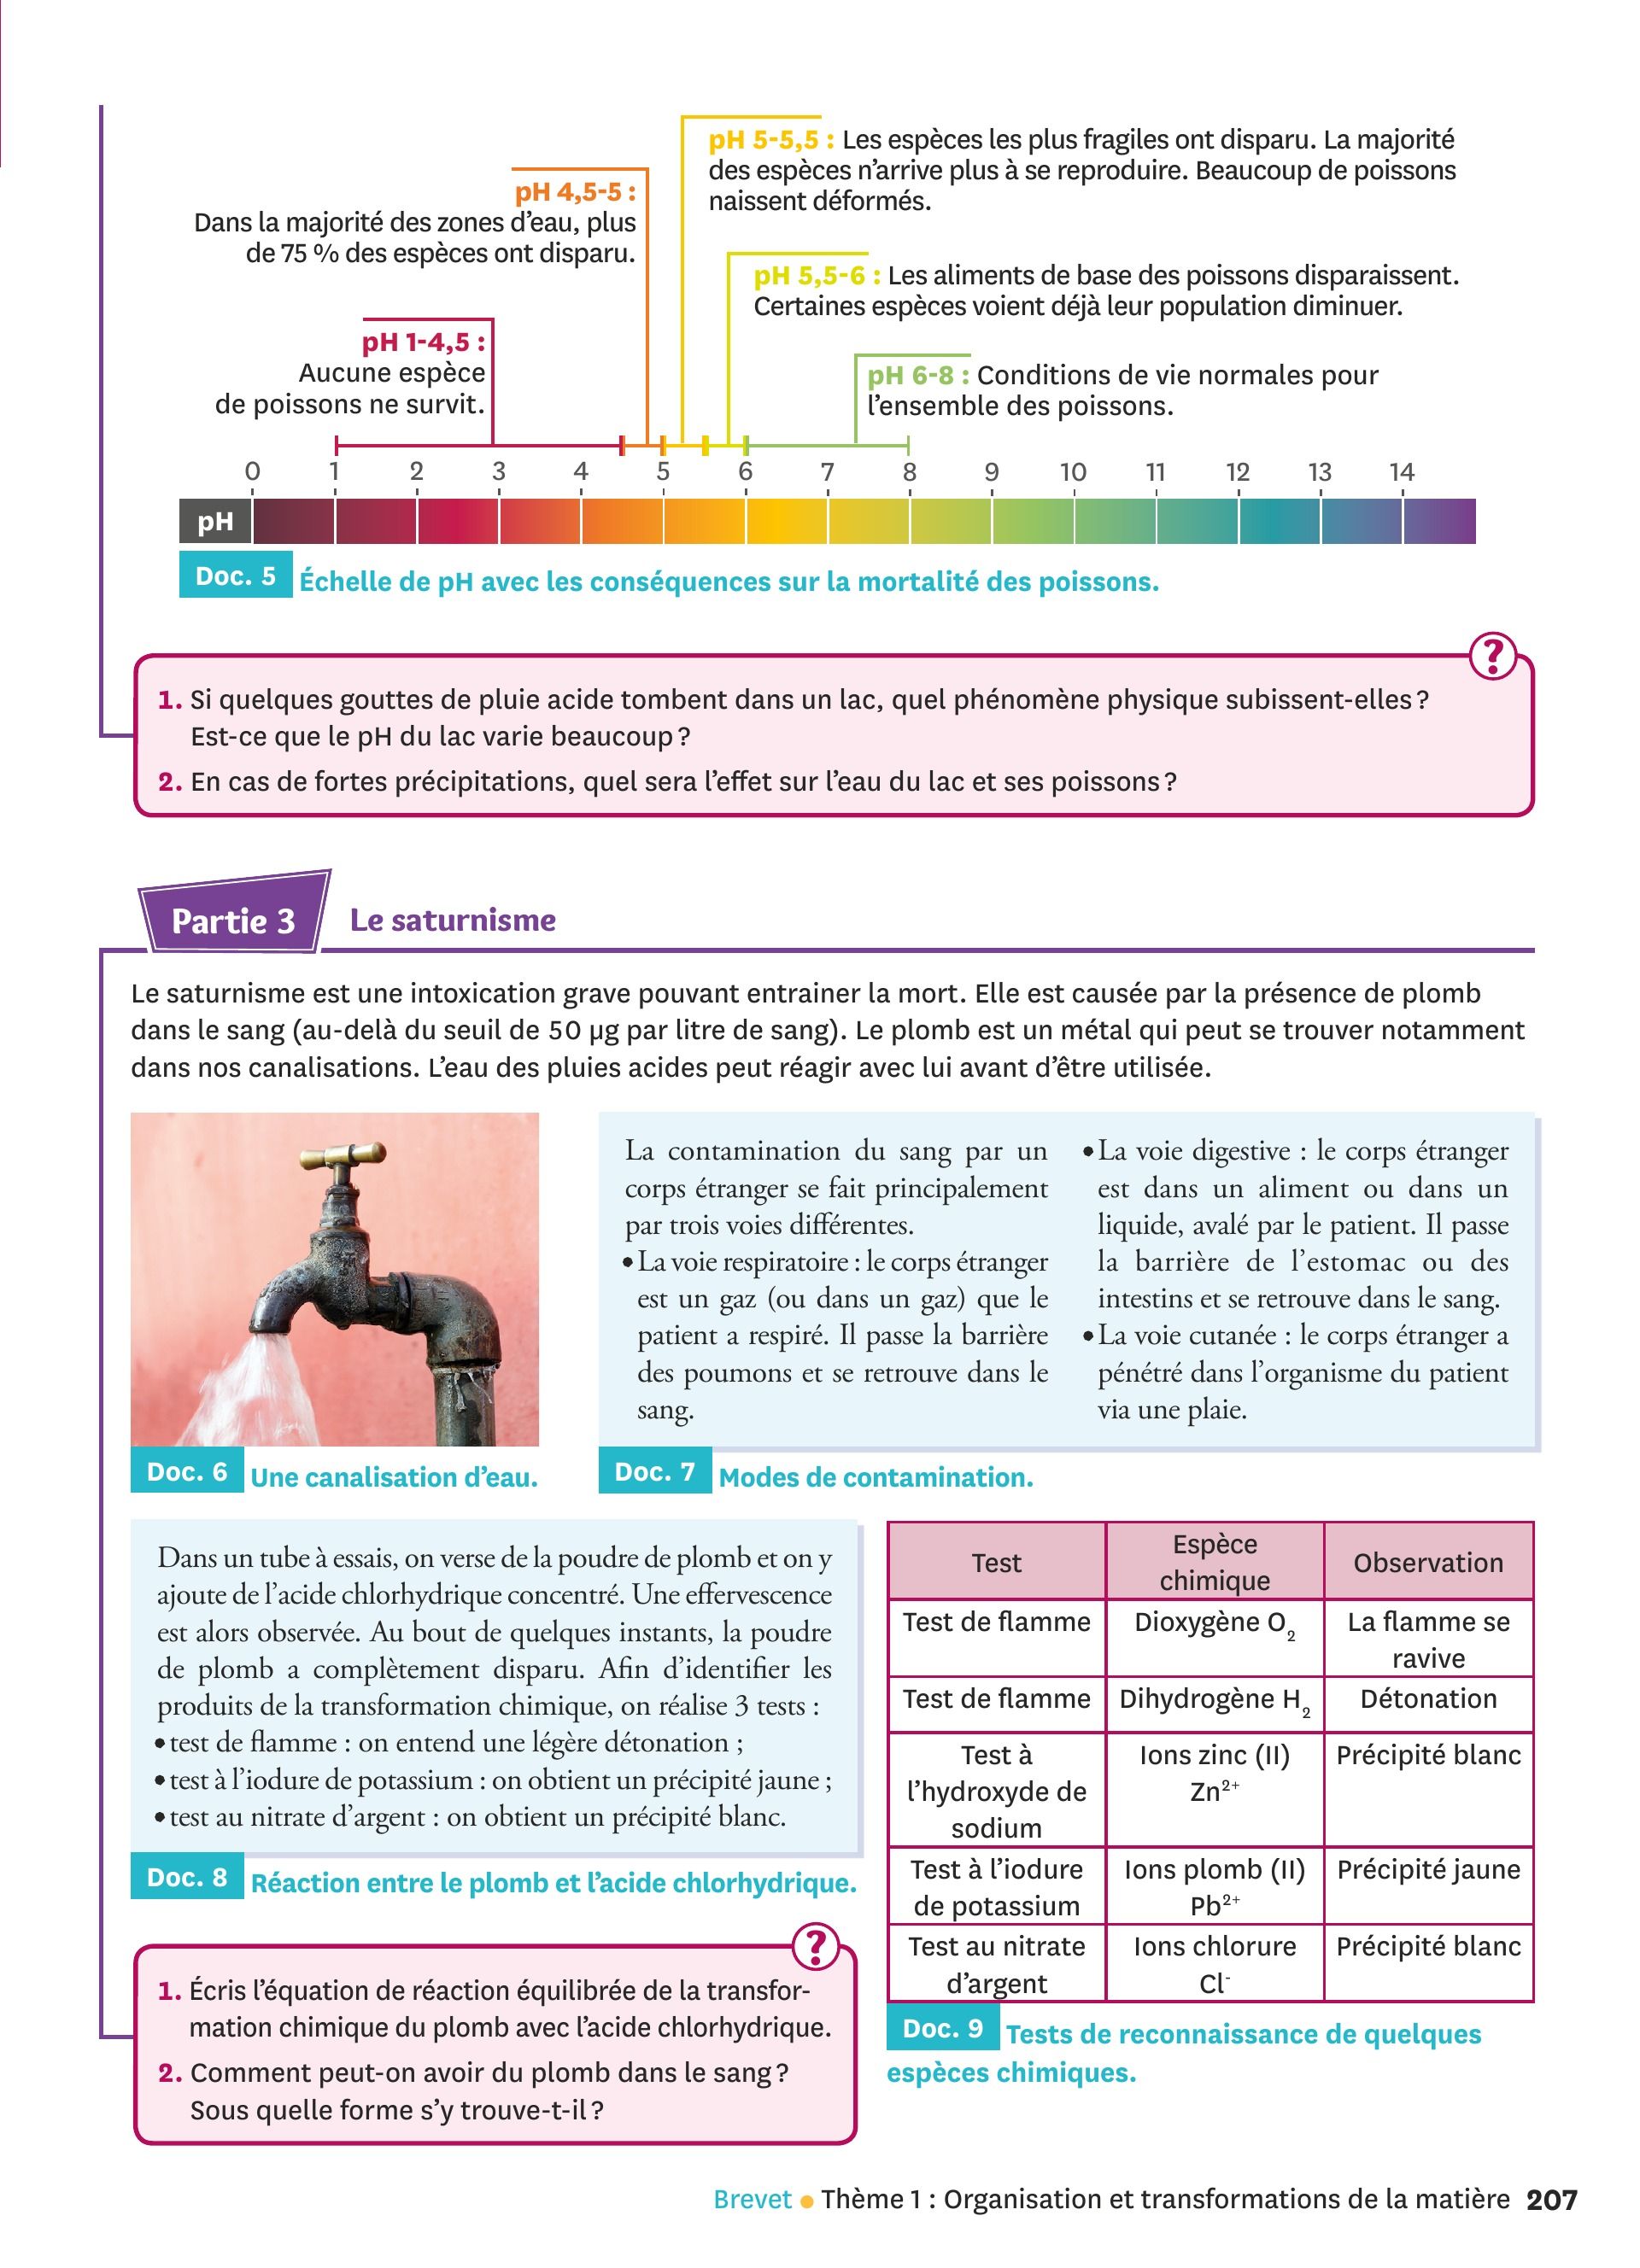 pH 5-5,5 : Les espèces les plus fragiles ont disparu. La majorité
des espèces n’arrive plus à se reproduire. Beaucoup de poissons
naissent déformés.
pH 4,5-5 :
Dans la majorité des zones d’eau, plus
de 75 % des espèces ont disparu.
pH 5,5-6 : Les aliments de base des poissons disparaissent.
Certaines espèces voient déjà leur population diminuer.
pH 1-4,5 :
Aucune espèce
de poissons ne survit.
pH 6-8 : Conditions de vie normales pour
l’ensemble des poissons.
0 1 2 3 4 5 6 7 8 9 10 11 12 13 14
pH
Doc. 5 Échelle de pH avec les conséquences sur la mortalité des poissons.
?
1. Si quelques gouttes de pluie acide tombent dans un lac, quel phénomène physique subissent-elles ?
Est-ce que le pH du lac varie beaucoup ?
2. En cas de fortes précipitations, quel sera l’effet sur l’eau du lac et ses poissons ?
Partie 3 Le saturnisme
Le saturnisme est une intoxication grave pouvant entrainer la mort. Elle est causée par la présence de plomb
dans le sang (au-delà du seuil de 50 µg par litre de sang). Le plomb est un métal qui peut se trouver notamment
dans nos canalisations. L’eau des pluies acides peut réagir avec lui avant d’être utilisée.
Doc. 6 Une canalisation d’eau.
La contamination du sang par un
corps étranger se fait principalement
par trois voies différentes.
• La voie respiratoire : le corps étranger
est un gaz (ou dans un gaz) que le
patient a respiré. Il passe la barrière
des poumons et se retrouve dans le
sang.
• La voie digestive : le corps étranger
est dans un aliment ou dans un
liquide, avalé par le patient. Il passe
la barrière de l’estomac ou des
intestins et se retrouve dans le sang.
• La voie cutanée : le corps étranger a
pénétré dans l’organisme du patient
via une plaie.
Doc. 7 Modes de contamination.
Dans un tube à essais, on verse de la poudre de plomb et on y
ajoute de l’acide chlorhydrique concentré. Une effervescence
est alors observée. Au bout de quelques instants, la poudre
de plomb a complètement disparu. Afin d’identifier les
produits de la transformation chimique, on réalise 3 tests :
• test de flamme : on entend une légère détonation ;
• test à l’iodure de potassium : on obtient un précipité jaune ;
• test au nitrate d’argent : on obtient un précipité blanc.
Doc. 8 Réaction entre le plomb et l’acide chlorhydrique.
Test
Espèce
chimique
Observation
Test de flamme
Dioxygène O₂
La flamme se
ravive
Test de flamme
Dihydrogène H₂
Détonation
Test à
l’hydroxyde de
sodium
Ions zinc (II)
Zn²⁺
Précipité blanc
Test à l’iodure
de potassium
Ions plomb (II)
Pb²⁺
Précipité jaune
Test au nitrate
d’argent
Ions chlorure
Cl⁻
Précipité blanc
Doc. 9 Tests de reconnaissance de quelques
espèces chimiques.
?
1. Écris l’équation de réaction équilibrée de la transfor-
mation chimique du plomb avec l’acide chlorhydrique.
2. Comment peut-on avoir du plomb dans le sang ?
Sous quelle forme s’y trouve-t-il ?
Brevet • Thème 1 : Organisation et transformations de la matière 207